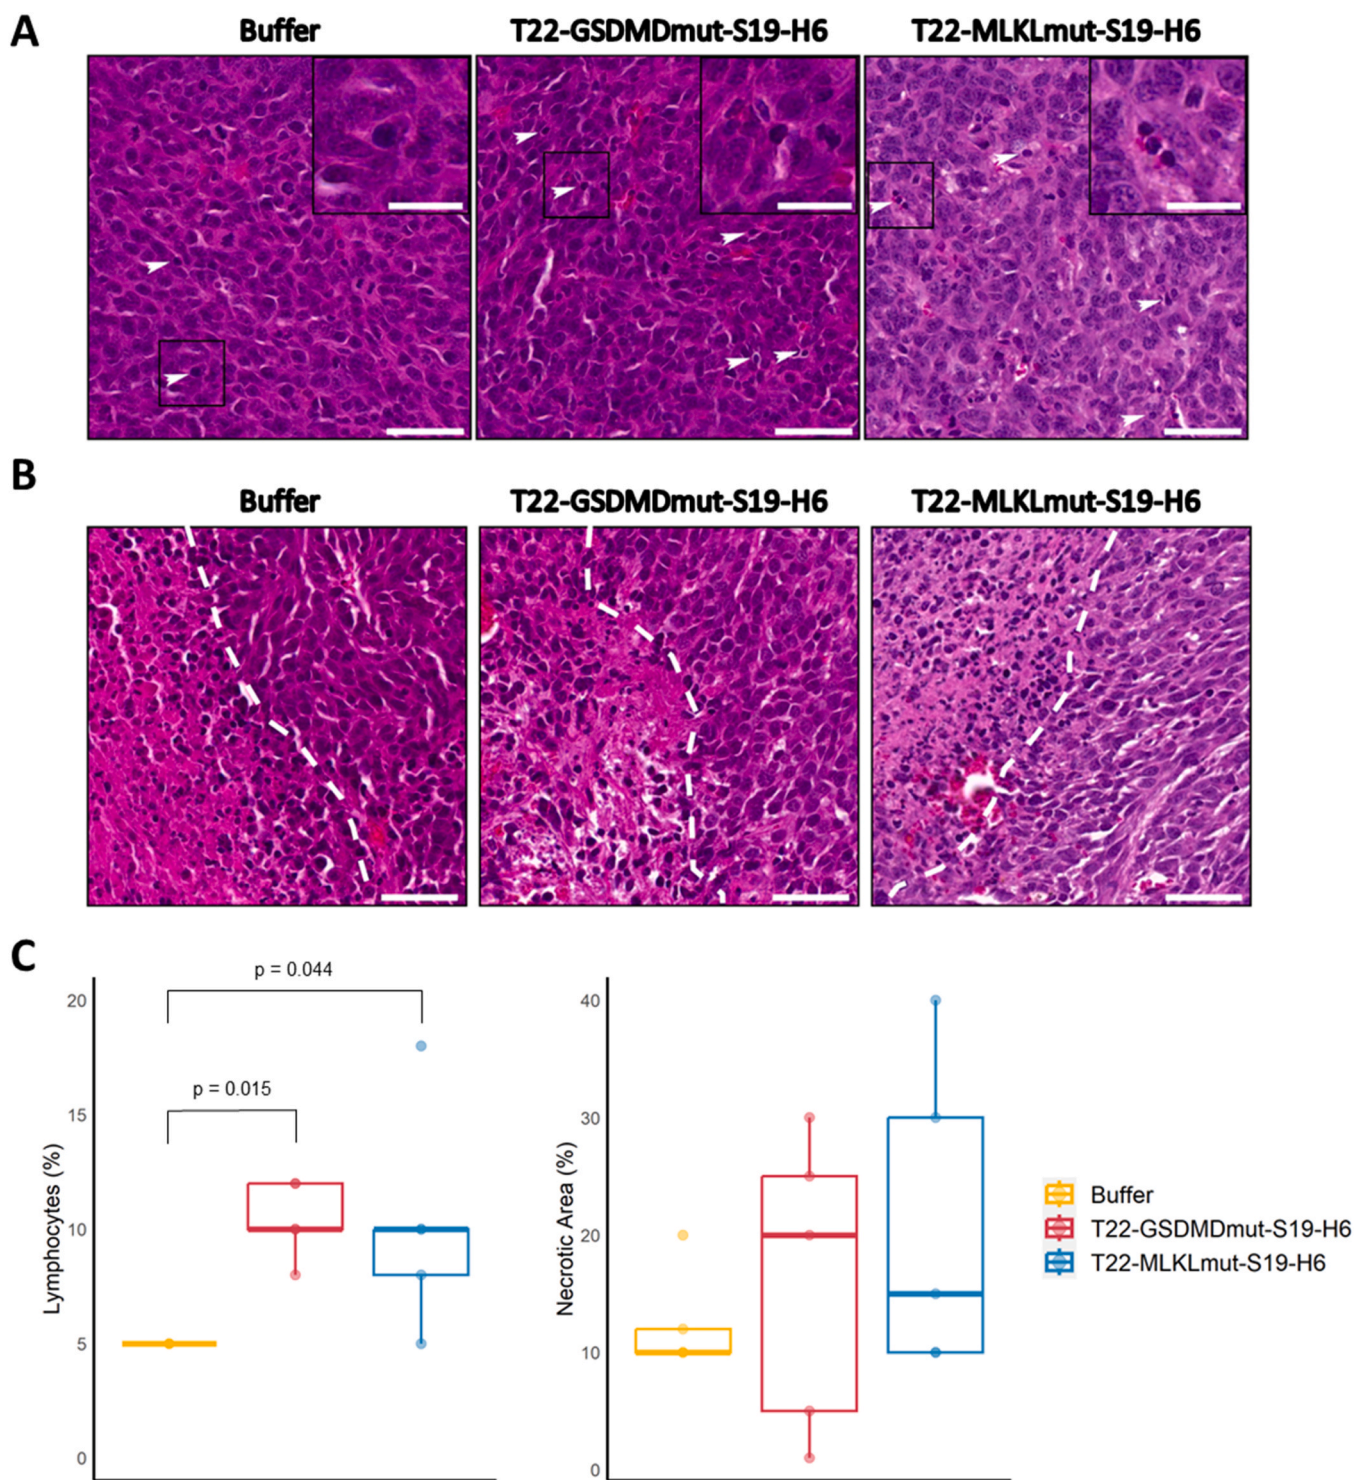 A
Buffer
T22-GSDMDmut-S19-H6
T22-MLKLmut-S19-H6
B
Buffer
T22-GSDMDmut-S19-H6
T22-MLKLmut-S19-H6
C
p = 0.044
p = 0.015
Lymphocytes (%)
20
15
10
5
0
Necrotic Area (%)
40
30
20
10
0
Buffer
T22-GSDMDmut-S19-H6
T22-MLKLmut-S19-H6